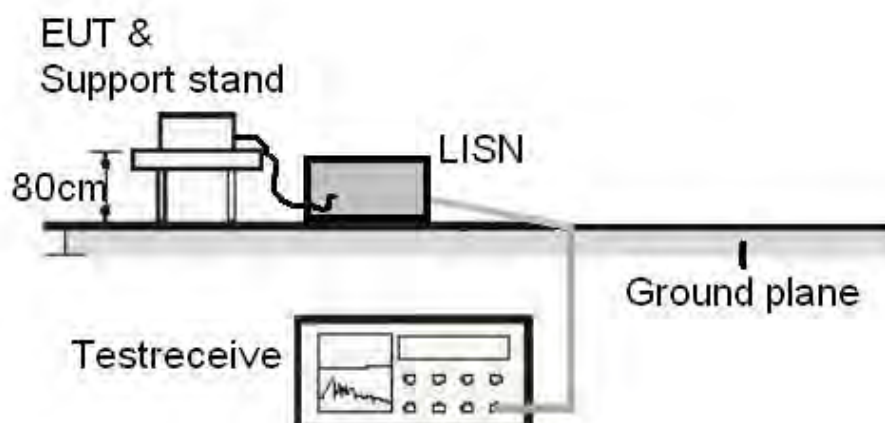 EUT &
Support stand
LISN
80cm
Ground plane
Testreceive